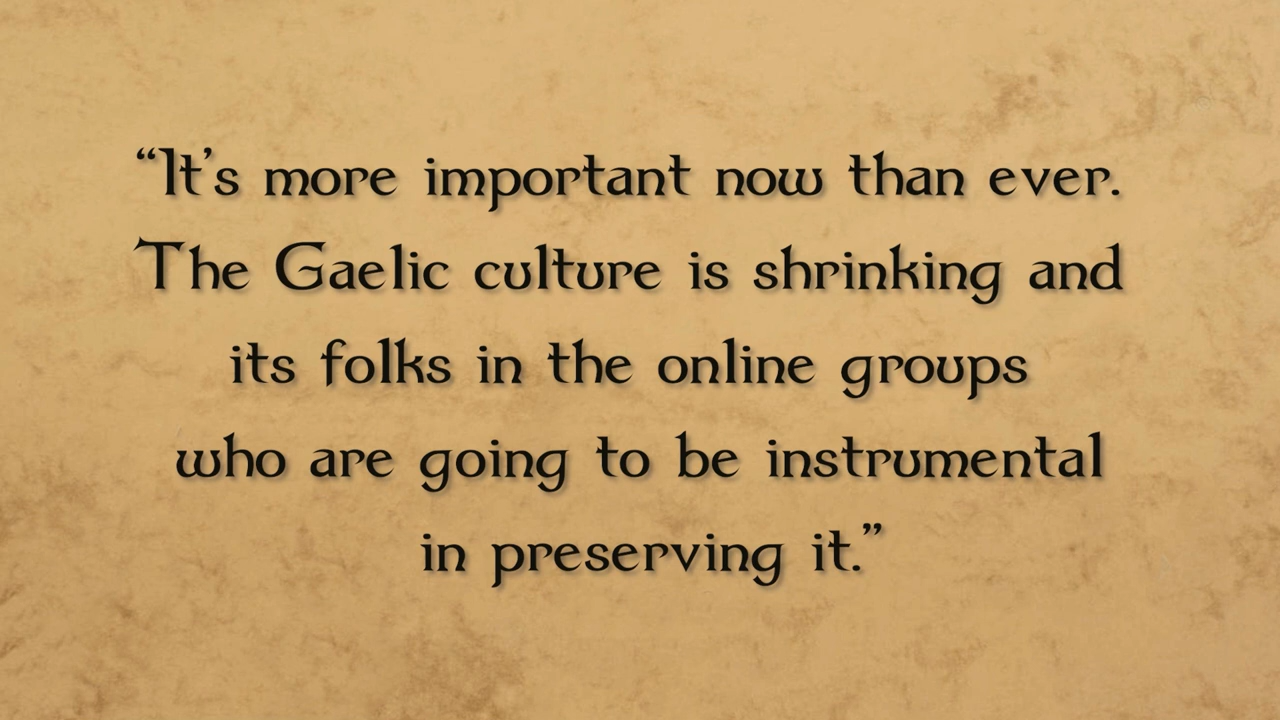 “It’s more important now than ever.
The Gaelic culture is shrinking and
its folks in the online groups
who are going to be instrumental
in preserving it.”